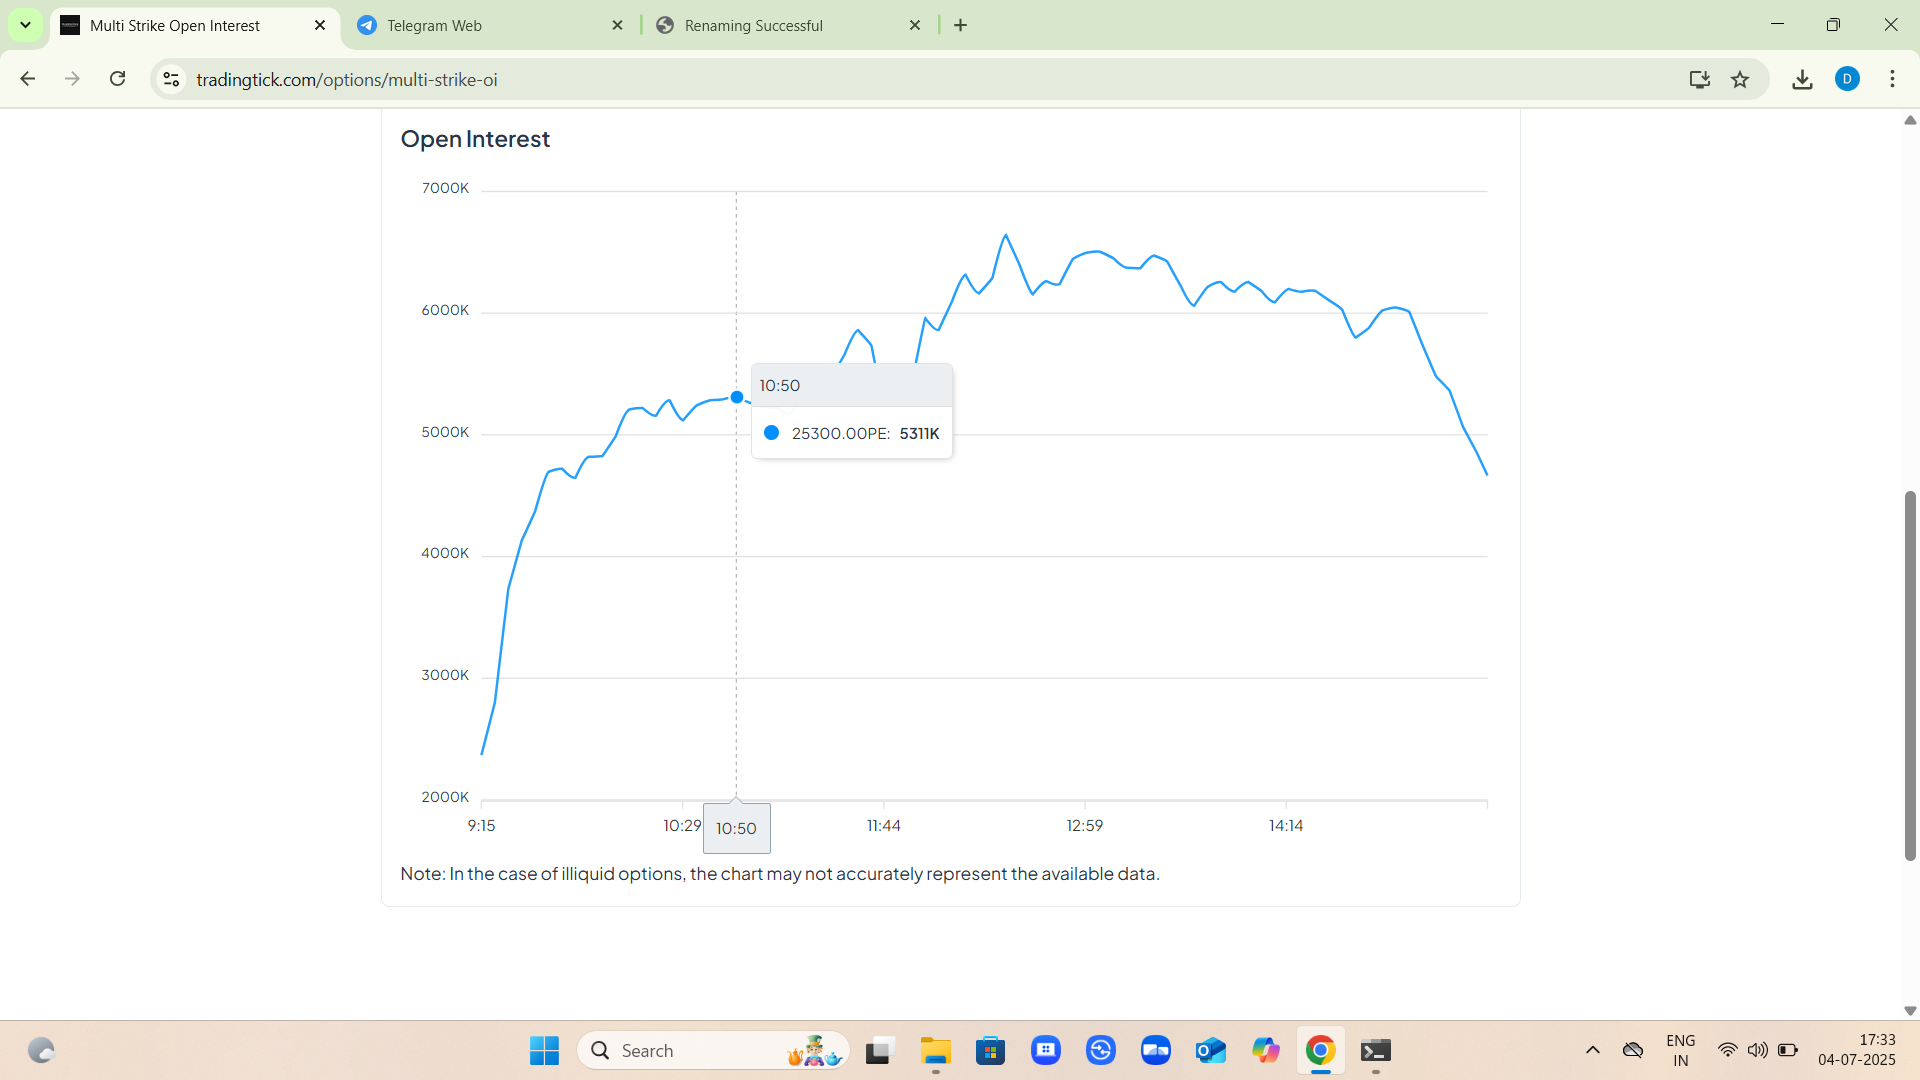 Multi Strike Open Interest
Telegram Web
Renaming Successful
tradingtick.com/options/multi-strike-oi
D
Open Interest
7000K
6000K
5000K
4000K
3000K
2000K
10:50
25300.00PE: 5311K
9:15
10:29
10:50
11:44
12:59
14:14
Note: In the case of illiquid options, the chart may not accurately represent the available data.
Search
ENG
IN
17:33
04-07-2025